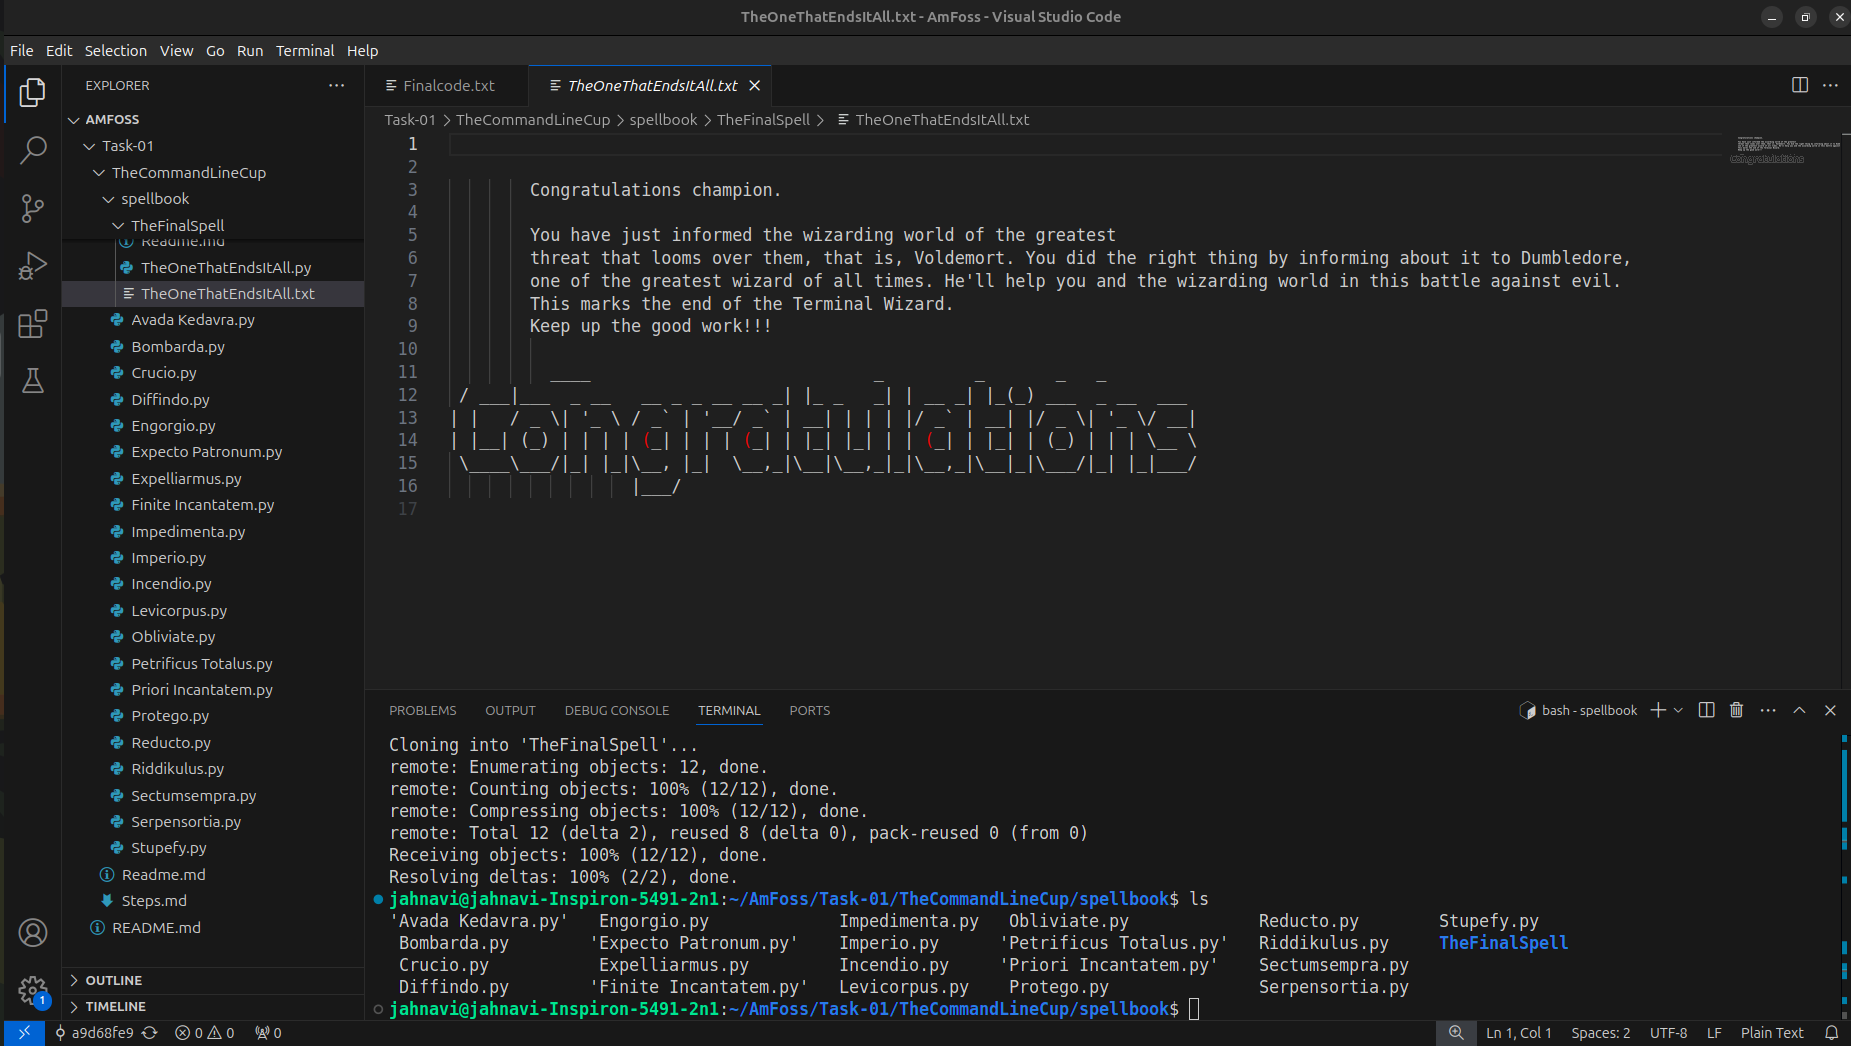 TheOneThatEndsItAll.txt - AmFoss - Visual Studio Code
File Edit Selection View Go Run Terminal Help
EXPLORER
AMFOSS
Task-01
TheCommandLineCup
spellbook
TheFinalSpell
Readme.md
TheOneThatEndsItAll.py
TheOneThatEndsItAll.txt
Avada Kedavra.py
Bombarda.py
Crucio.py
Diffindo.py
Engorgio.py
Expecto Patronum.py
Expelliarmus.py
Finite Incantatem.py
Impedimenta.py
Imperio.py
Incendio.py
Levicorpus.py
Obliviate.py
Petrificus Totalus.py
Priori Incantatem.py
Protego.py
Reducto.py
Riddikulus.py
Sectumsempra.py
Serpensortia.py
Stupefy.py
Readme.md
Steps.md
README.md
OUTLINE
TIMELINE
Finalcode.txt TheOneThatEndsItAll.txt
Task-01 > TheCommandLineCup > spellbook > TheFinalSpell > TheOneThatEndsItAll.txt
1
2
3 Congratulations champion.
4
5 You have just informed the wizarding world of the greatest
6 threat that looms over them, that is, Voldemort. You did the right thing by informing about it to Dumbledore,
7 one of the greatest wizard of all times. He'll help you and the wizarding world in this battle against evil.
8 This marks the end of the Terminal Wizard.
9 Keep up the good work!!!
10
11
12
13
14
15
16
17
Congratulations
PROBLEMS OUTPUT DEBUG CONSOLE TERMINAL PORTS
bash - spellbook
Cloning into 'TheFinalSpell'...
remote: Enumerating objects: 12, done.
remote: Counting objects: 100% (12/12), done.
remote: Compressing objects: 100% (12/12), done.
remote: Total 12 (delta 2), reused 8 (delta 0), pack-reused 0 (from 0)
Receiving objects: 100% (12/12), done.
Resolving deltas: 100% (2/2), done.
jahnavi@jahnavi-Inspiron-5491-2n1:~/AmFoss/Task-01/TheCommandLineCup/spellbook$ ls
'Avada Kedavra.py' Engorgio.py Impedimenta.py Obliviate.py Reducto.py Stupefy.py
Bombarda.py 'Expecto Patronum.py' Imperio.py 'Petrificus Totalus.py' Riddikulus.py TheFinalSpell
Crucio.py Expelliarmus.py Incendio.py 'Priori Incantatem.py' Sectumsempra.py
Diffindo.py 'Finite Incantatem.py' Levicorpus.py Protego.py Serpensortia.py
jahnavi@jahnavi-Inspiron-5491-2n1:~/AmFoss/Task-01/TheCommandLineCup/spellbook$
1
a9d68fe9 0 0 0
Ln 1, Col 1 Spaces: 2 UTF-8 LF Plain Text